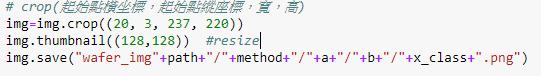 # crop(起始點橫坐標，起始點縱座標，寬，高)
img=img.crop((20, 3, 237, 220))
img.thumbnail((128,128))  #resize
img.save("wafer_img"+path+"/"+method+"/"+a+"/"+b+"/"+x_class+".png")